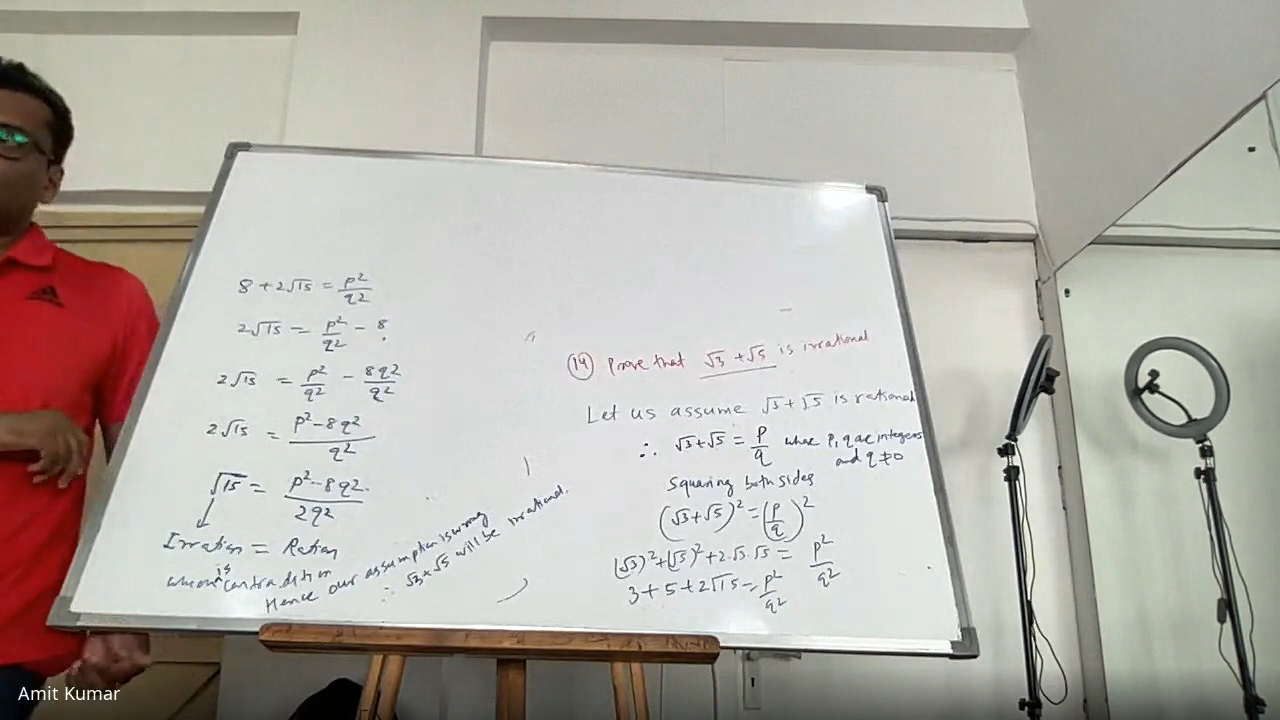 (14) Prove that √3 + √5 is irrational
Let us assume √3 + √5 is rational
∴ √3 + √5 = p/q where p, q are integers
and q ≠ 0
Squaring both sides
(√3 + √5)² = (p/q)²
(√3)² + (√5)² + 2.√3.√5 = p²/q²
3 + 5 + 2√15 = p²/q²
8 + 2√15 = p²/q²
2√15 = p²/q² - 8
2√15 = p²/q² - 8q²/q²
2√15 = p² - 8q²/q²
√15 = p² - 8q²/2q²
Irration = Ration
is
contradition
Hence our assumption is wrong
∴ √3 + √5 will be irrational.
Amit Kumar